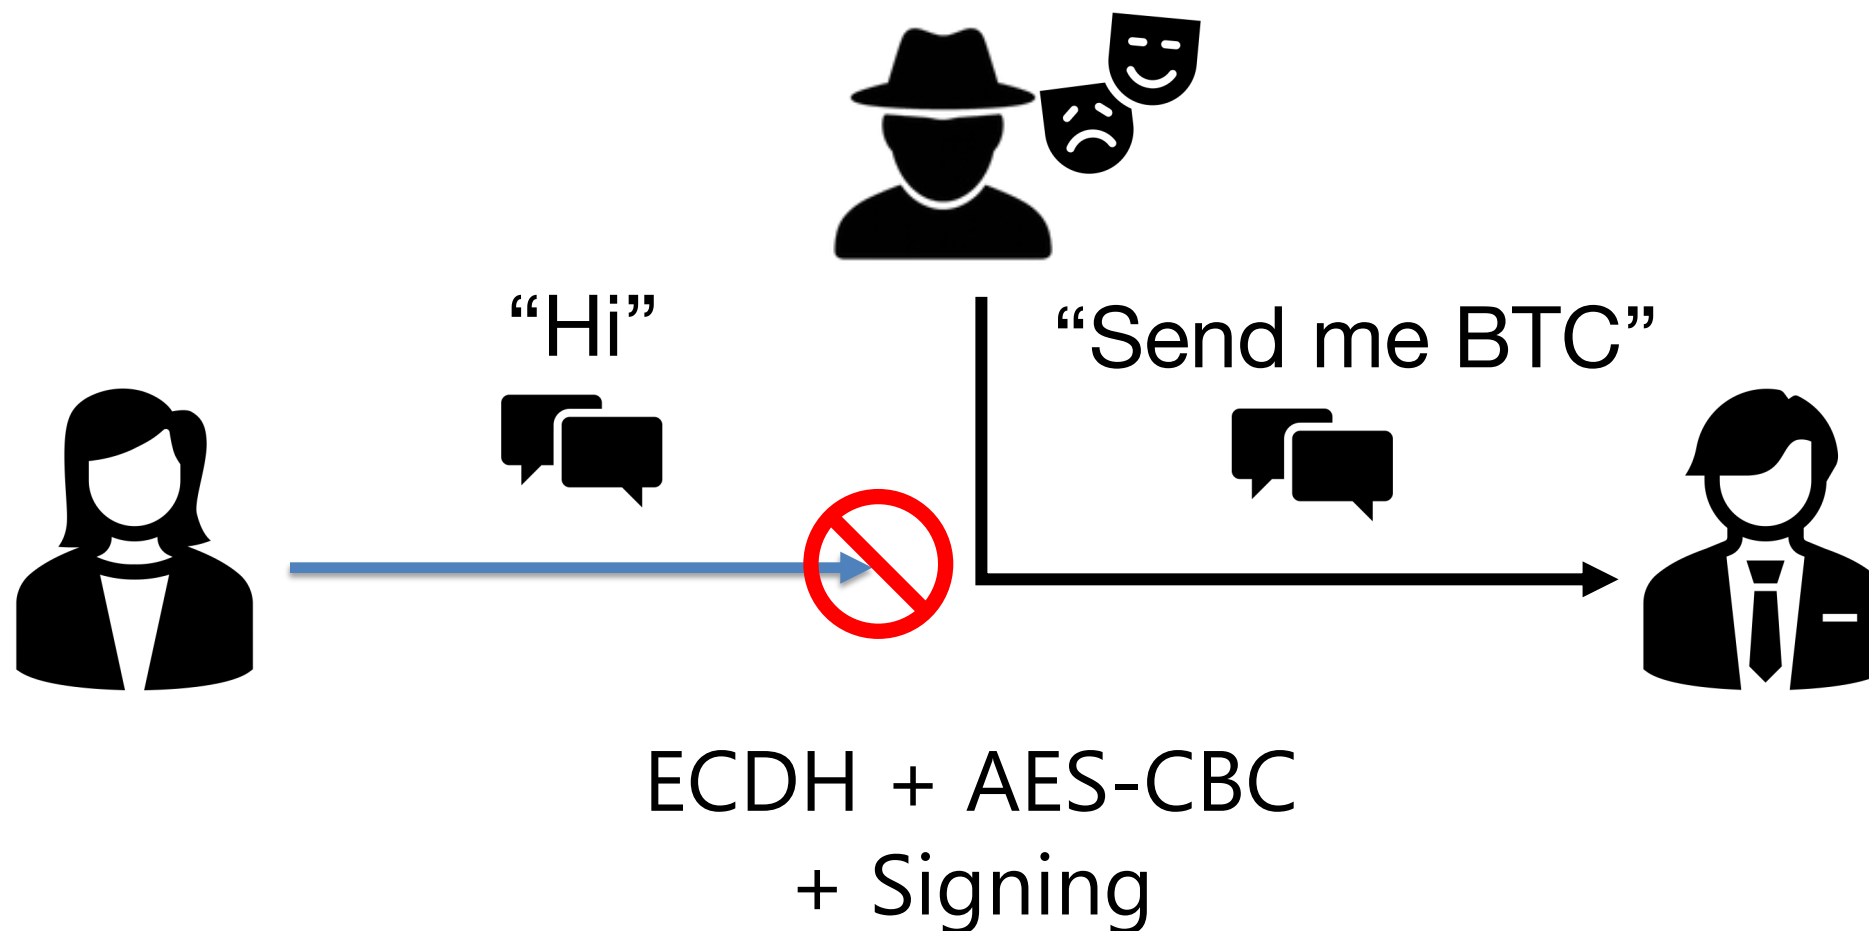 “Hi”
“Send me BTC”
ECDH + AES-CBC
+ Signing